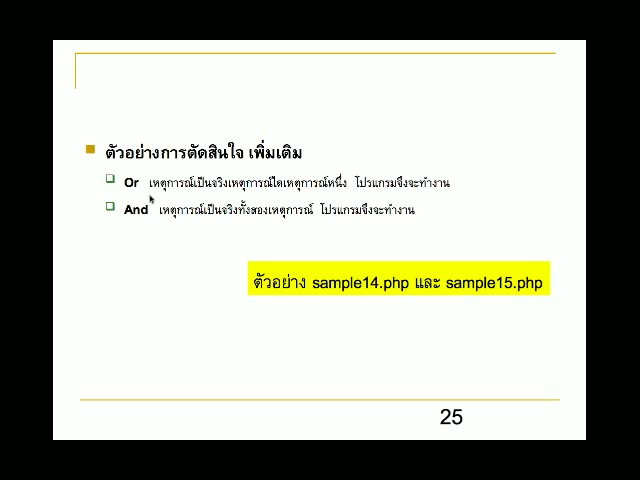 ตัวอย่างการตัดสินใจ เพิ่มเติม
Or เหตุการณ์เป็นจริงเหตุการณ์ใดเหตุการณ์หนึ่ง โปรแกรมจึงจะทำงาน
And เหตุการณ์เป็นจริงทั้งสองเหตุการณ์ โปรแกรมจึงจะทำงาน
ตัวอย่าง sample14.php และ sample15.php
25